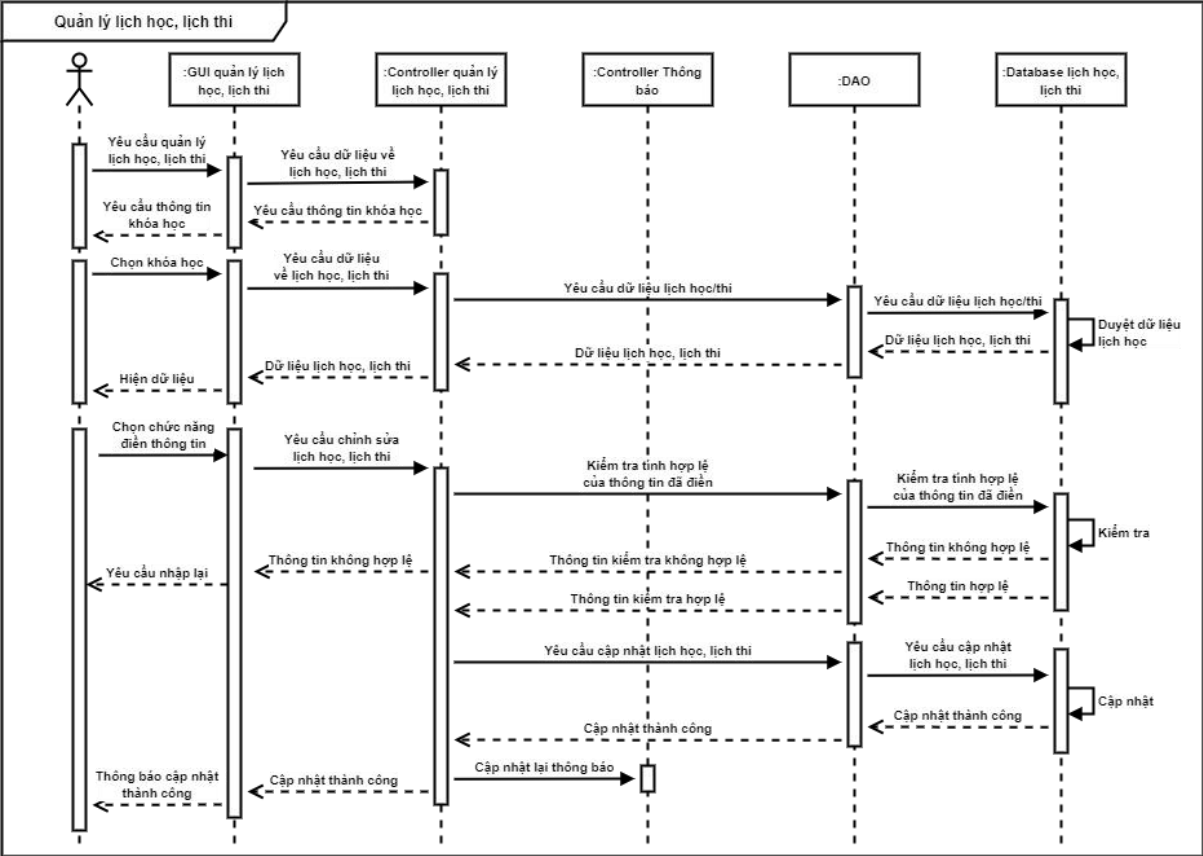 Quản lý lịch học, lịch thi
:GUI quản lý lịch
học, lịch thi
:Controller quản lý
lịch học, lịch thi
:Controller Thông
báo
:DAO
:Database lịch học,
lịch thi
Yêu cầu quản lý
lịch học, lịch thi
Yêu cầu dữ liệu về
lịch học, lịch thi
Yêu cầu thông tin
khóa học
Yêu cầu thông tin khóa học
Chọn khóa học
Yêu cầu dữ liệu
về lịch học, lịch thi
Yêu cầu dữ liệu lịch học/thi
Yêu cầu dữ liệu lịch học/thi
Duyệt dữ liệu
lịch học
Dữ liệu lịch học, lịch thi
Dữ liệu lịch học, lịch thi
Dữ liệu lịch học, lịch thi
Hiện dữ liệu
Chọn chức năng
điền thông tin
Yêu cầu chỉnh sửa
lịch học, lịch thi
Kiểm tra tính hợp lệ
của thông tin đã điền
Kiểm tra tính hợp lệ
của thông tin đã điền
Kiểm tra
Thông tin không hợp lệ
Thông tin kiểm tra không hợp lệ
Thông tin không hợp lệ
Yêu cầu nhập lại
Thông tin hợp lệ
Thông tin kiểm tra hợp lệ
Yêu cầu cập nhật lịch học, lịch thi
Yêu cầu cập nhật
lịch học, lịch thi
Cập nhật
Cập nhật thành công
Cập nhật thành công
Cập nhật lại thông báo
Cập nhật thành công
Thông báo cập nhật
thành công